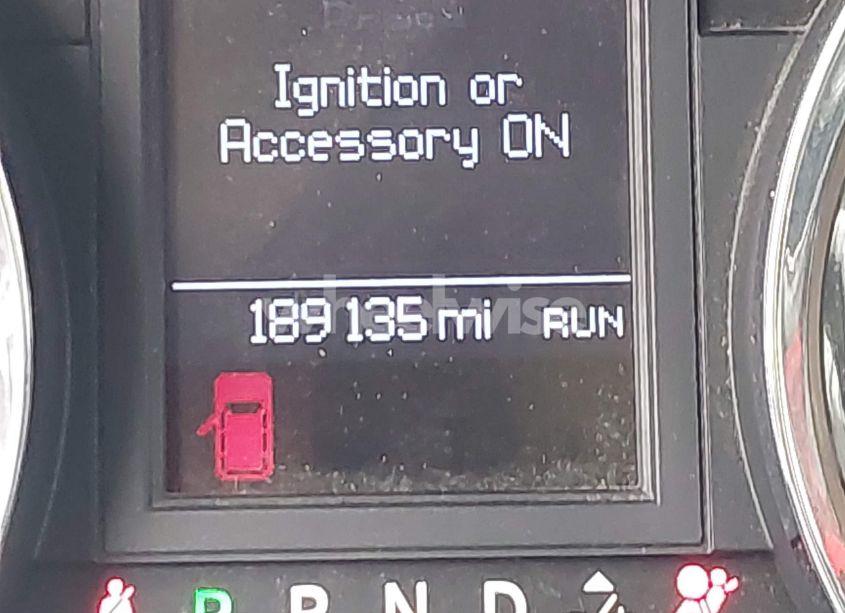 Ignition or
Accessory ON
189135 mi RUN
P R N D